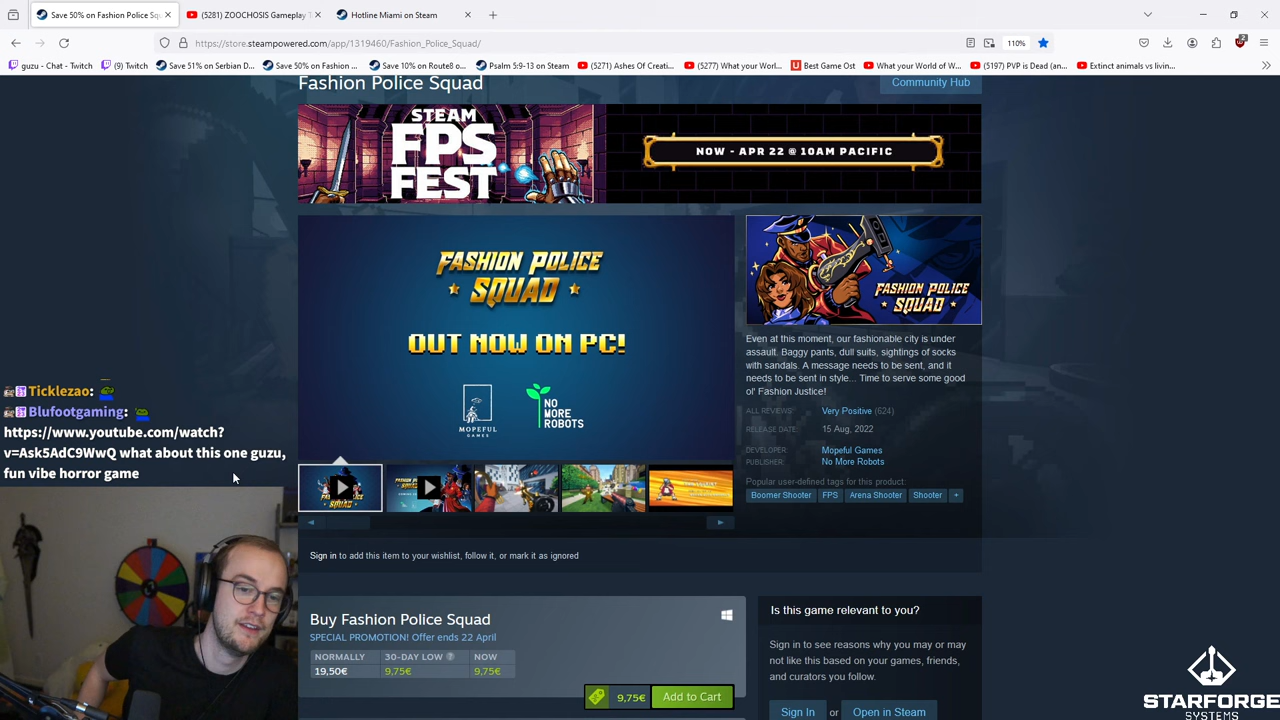 Save 50% on Fashion Police Squ
(5281) ZOOCHOSIS Gameplay T
Hotline Miami on Steam
https://store.steampowered.com/app/1319460/Fashion_Police_Squad/
110%
2
guzu - Chat - Twitch
(9) Twitch
Save 51% on Serbian D...
Save 50% on Fashion ...
Save 10% on Route8 o...
Psalm 5:9-13 on Steam
(5271) Ashes Of Creati...
(5277) What your Worl...
Best Game Ost
What your World of W...
(5197) PVP is Dead (an...
Extinct animals vs livin...
Fashion Police Squad
Community Hub
STEAM
FPS
FEST
NOW - APR 22 @ 10AM PACIFIC
FASHION POLICE
SQUAD
OUT NOW ON PC!
MOPEFUL
GAMES
NO
MORE
ROBOTS
FASHION POLICE
SQUAD
Even at this moment, our fashionable city is under
assault. Baggy pants, dull suits, sightings of socks
with sandals. A message needs to be sent, and it
needs to be sent in style... Time to serve some good
ol' Fashion Justice!
ALL REVIEWS: Very Positive (624)
RELEASE DATE: 15 Aug, 2022
DEVELOPER: Mopeful Games
PUBLISHER: No More Robots
Popular user-defined tags for this product:
Boomer Shooter FPS Arena Shooter Shooter +
Ticklezao:
Blufootgaming:
https://www.youtube.com/watch?
v=Ask5AdC9WwQ what about this one guzu,
fun vibe horror game
Sign in to add this item to your wishlist, follow it, or mark it as ignored
Buy Fashion Police Squad
SPECIAL PROMOTION! Offer ends 22 April
NORMALLY 30-DAY LOW ? NOW
19,50€ 9,75€ 9,75€
9,75€ Add to Cart
Is this game relevant to you?
Sign in to see reasons why you may or may
not like this based on your games, friends,
and curators you follow.
Sign In or Open in Steam
STARFORGE
SYSTEMS